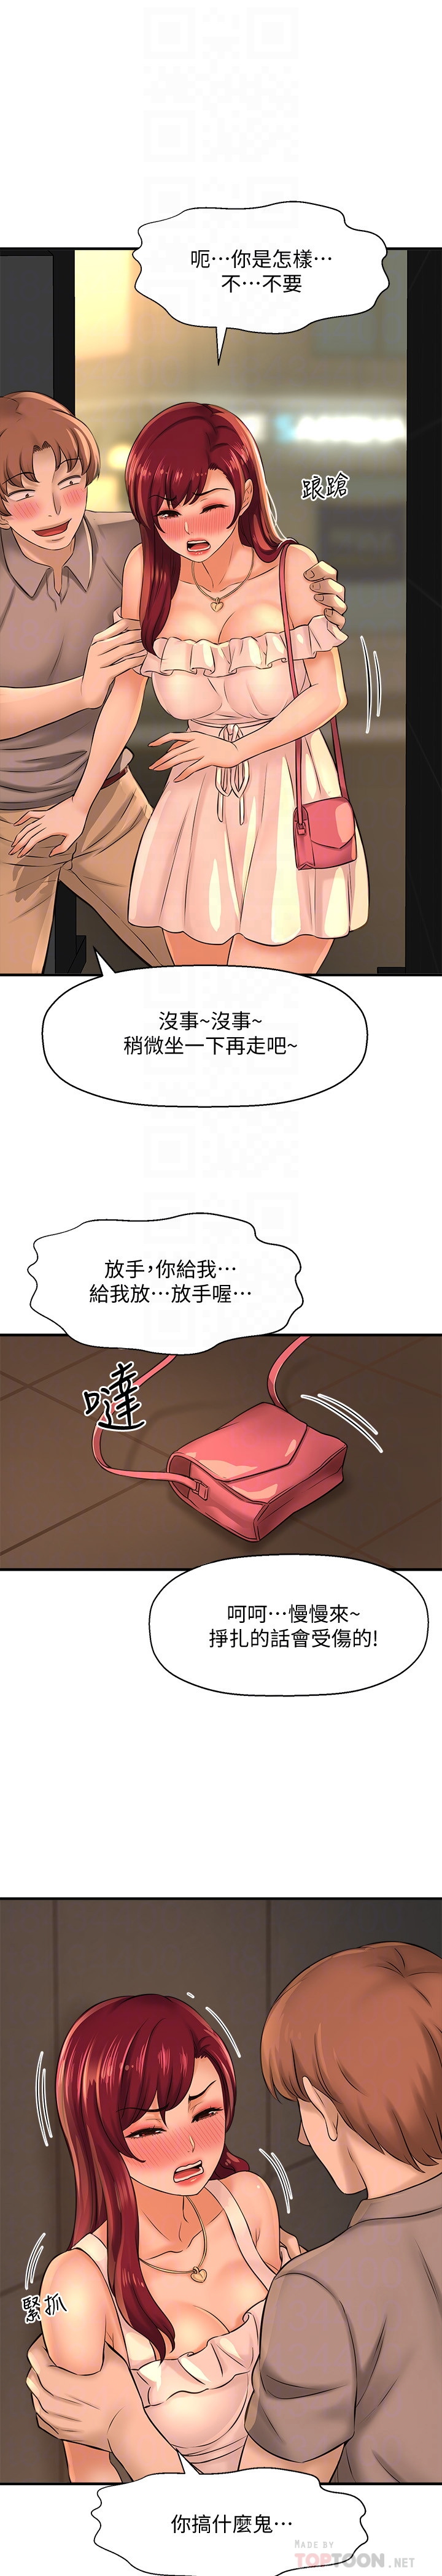 呃⋯你是怎樣⋯
不⋯不要
踉蹌
沒事~沒事~
稍微坐一下再走吧~
放手,你給我⋯
給我放⋯放手喔⋯
噠
呵呵⋯慢慢來~
掙扎的話會受傷的!
緊抓
你搞什麼鬼⋯
MADE BY
TOPTOON.NET